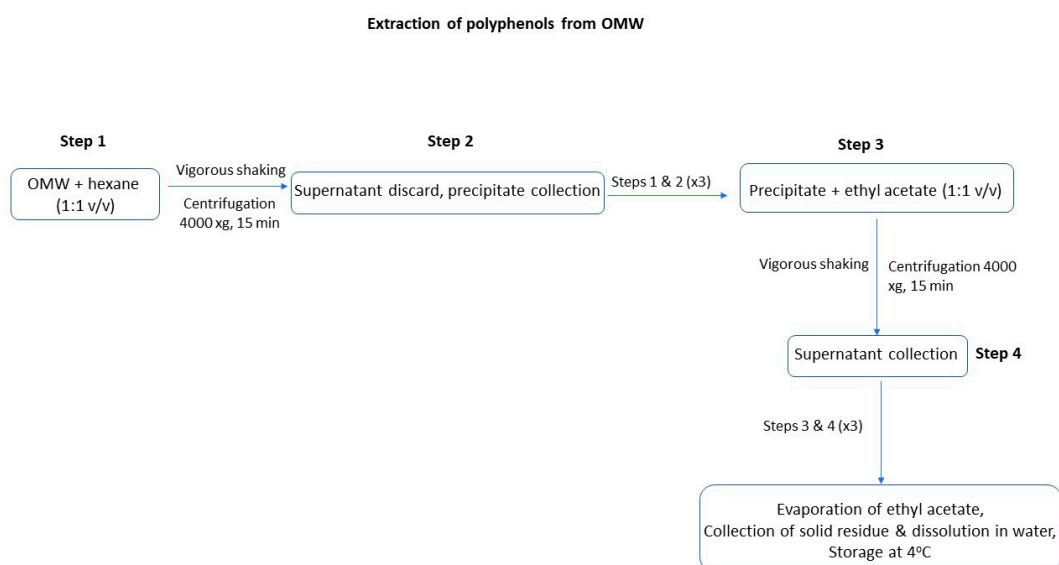 Extraction of polyphenols from OMW
Step 1
OMW + hexane
(1:1 v/v)
Vigorous shaking
Centrifugation
4000 xg, 15 min
Step 2
Supernatant discard, precipitate collection
Steps 1 & 2 (x3)
Step 3
Precipitate + ethyl acetate (1:1 v/v)
Vigorous shaking
Centrifugation 4000
xg, 15 min
Supernatant collection
Step 4
Steps 3 & 4 (x3)
Evaporation of ethyl acetate,
Collection of solid residue & dissolution in water,
Storage at 4°C